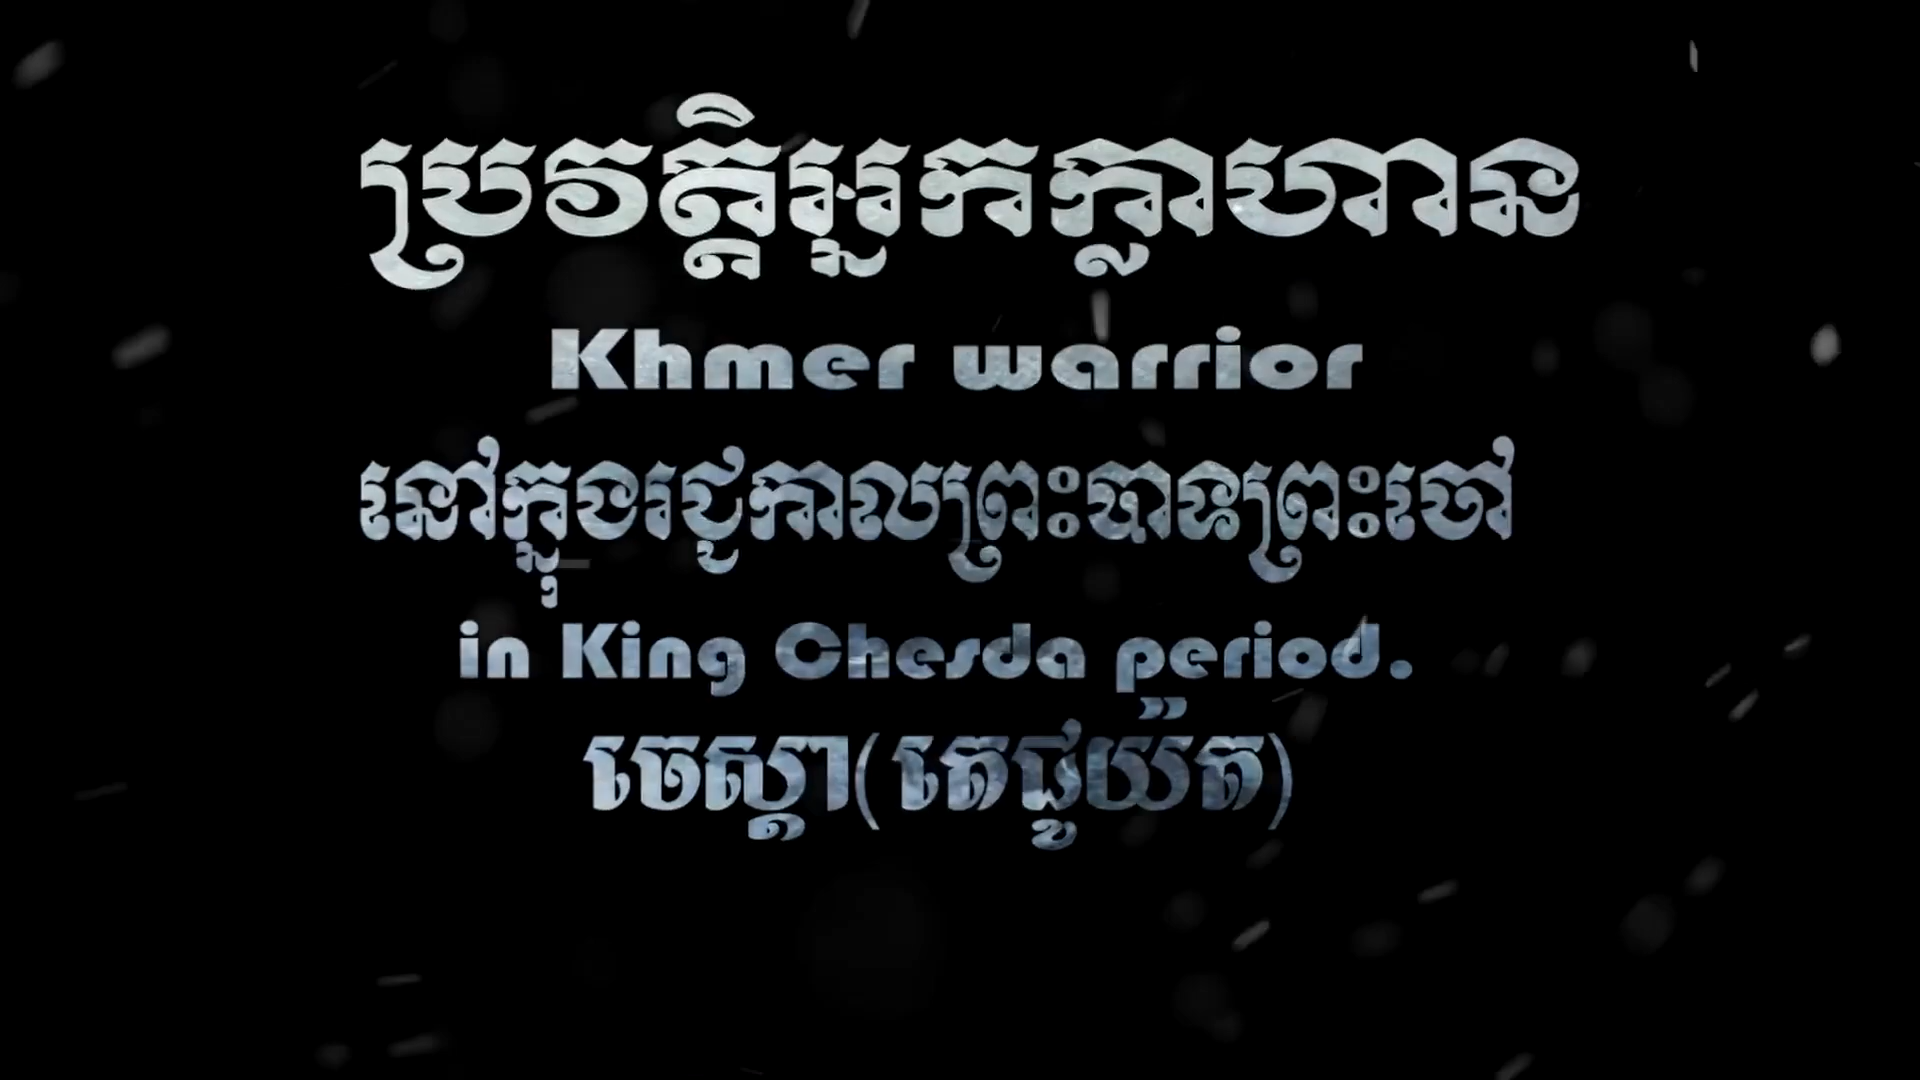 ប្រវត្តិអ្នកក្លាហាន
Khmer warrior
នៅក្នុងរជ្ជកាលព្រះបាទព្រះចៅ
in King Chesda period.
ចេស្តា(តេជូយ៉ត)